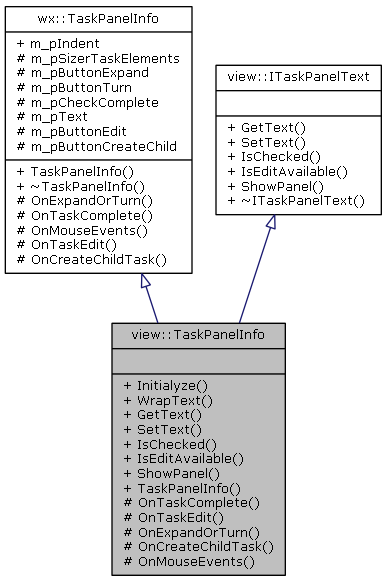 wx::TaskPanelInfo
+ m_pIndent
# m_pSizerTaskElements
# m_pButtonExpand
# m_pButtonTurn
# m_pCheckComplete
# m_pText
# m_pButtonEdit
# m_pButtonCreateChild
+ TaskPanelInfo()
+ ~TaskPanelInfo()
# OnExpandOrTurn()
# OnTaskComplete()
# OnMouseEvents()
# OnTaskEdit()
# OnCreateChildTask()
view::ITaskPanelText
+ GetText()
+ SetText()
+ IsChecked()
+ IsEditAvailable()
+ ShowPanel()
+ ~ITaskPanelText()
view::TaskPanelInfo
+ Initialyze()
+ WrapText()
+ GetText()
+ SetText()
+ IsChecked()
+ IsEditAvailable()
+ ShowPanel()
+ TaskPanelInfo()
# OnTaskComplete()
# OnTaskEdit()
# OnExpandOrTurn()
# OnCreateChildTask()
# OnMouseEvents()